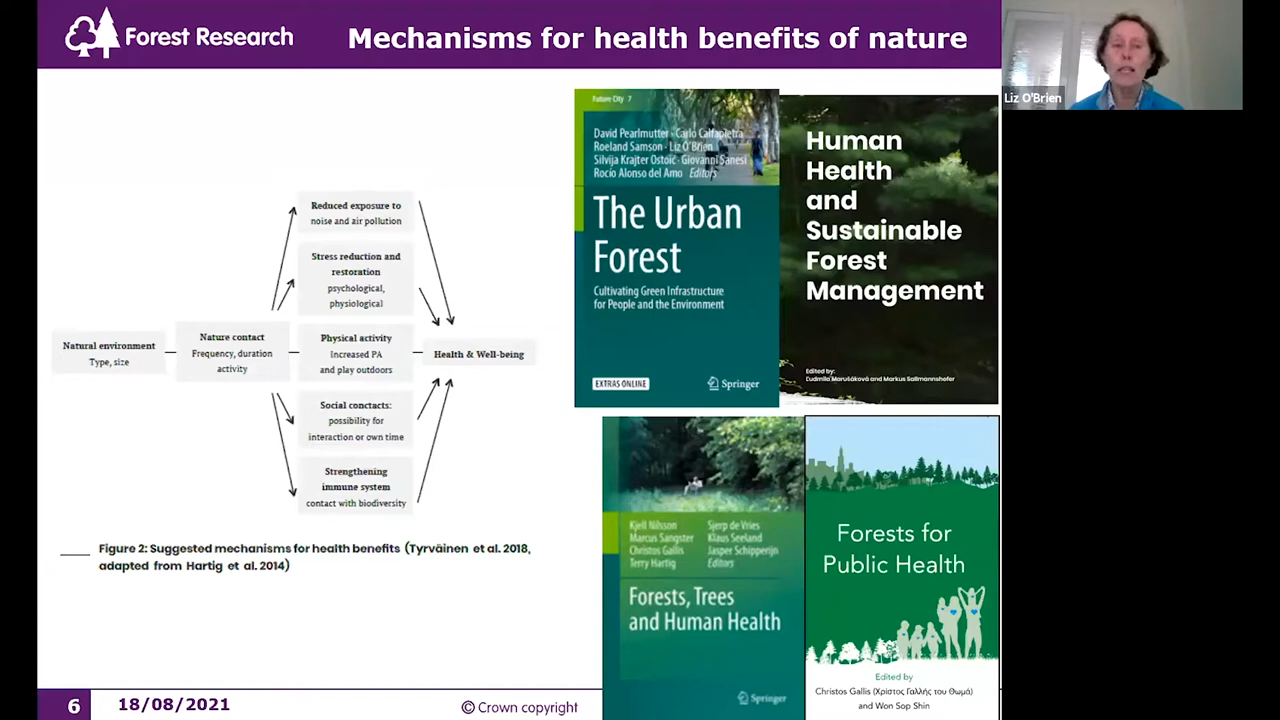 Forest Research
Mechanisms for health benefits of nature
Liz O'Brien
Natural environment
Type, size
Nature contact
Frequency, duration
activity
Reduced exposure to
noise and air pollution
Stress reduction and
restoration
psychological,
physiological
Physical activity
Increased PA
and play outdoors
Social conctacts:
possibility for
interaction or own time
Strengthening
immune system
contact with biodiversity
Health & Well-being
Figure 2: Suggested mechanisms for health benefits (Tyrväinen et al. 2018,
adapted from Hartig et al. 2014)
Future City 7
David Pearlmutter · Carlo Calfapietra
Roeland Samson · Liz O'Brien
Silvija Krajter Ostoić · Giovanni Sanesi
Rocío Alonso del Amo Editors
The Urban
Forest
Cultivating Green Infrastructure
for People and the Environment
EXTRAS ONLINE
Springer
Human
Health
and
Sustainable
Forest
Management
Edited by:
Ľudmila Marušáková and Markus Sallmannshofer
Kjell Nilsson
Marcus Sangster
Christos Gallis
Terry Hartig
Sjerp de Vries
Klaus Seeland
Jasper Schipperijn
Editors
Forests, Trees
and Human Health
Springer
Forests for
Public Health
Edited by
Christos Gallis (Χρίστος Γαλλής του Θωμά)
and Won Sop Shin
6
18/08/2021
© Crown copyright